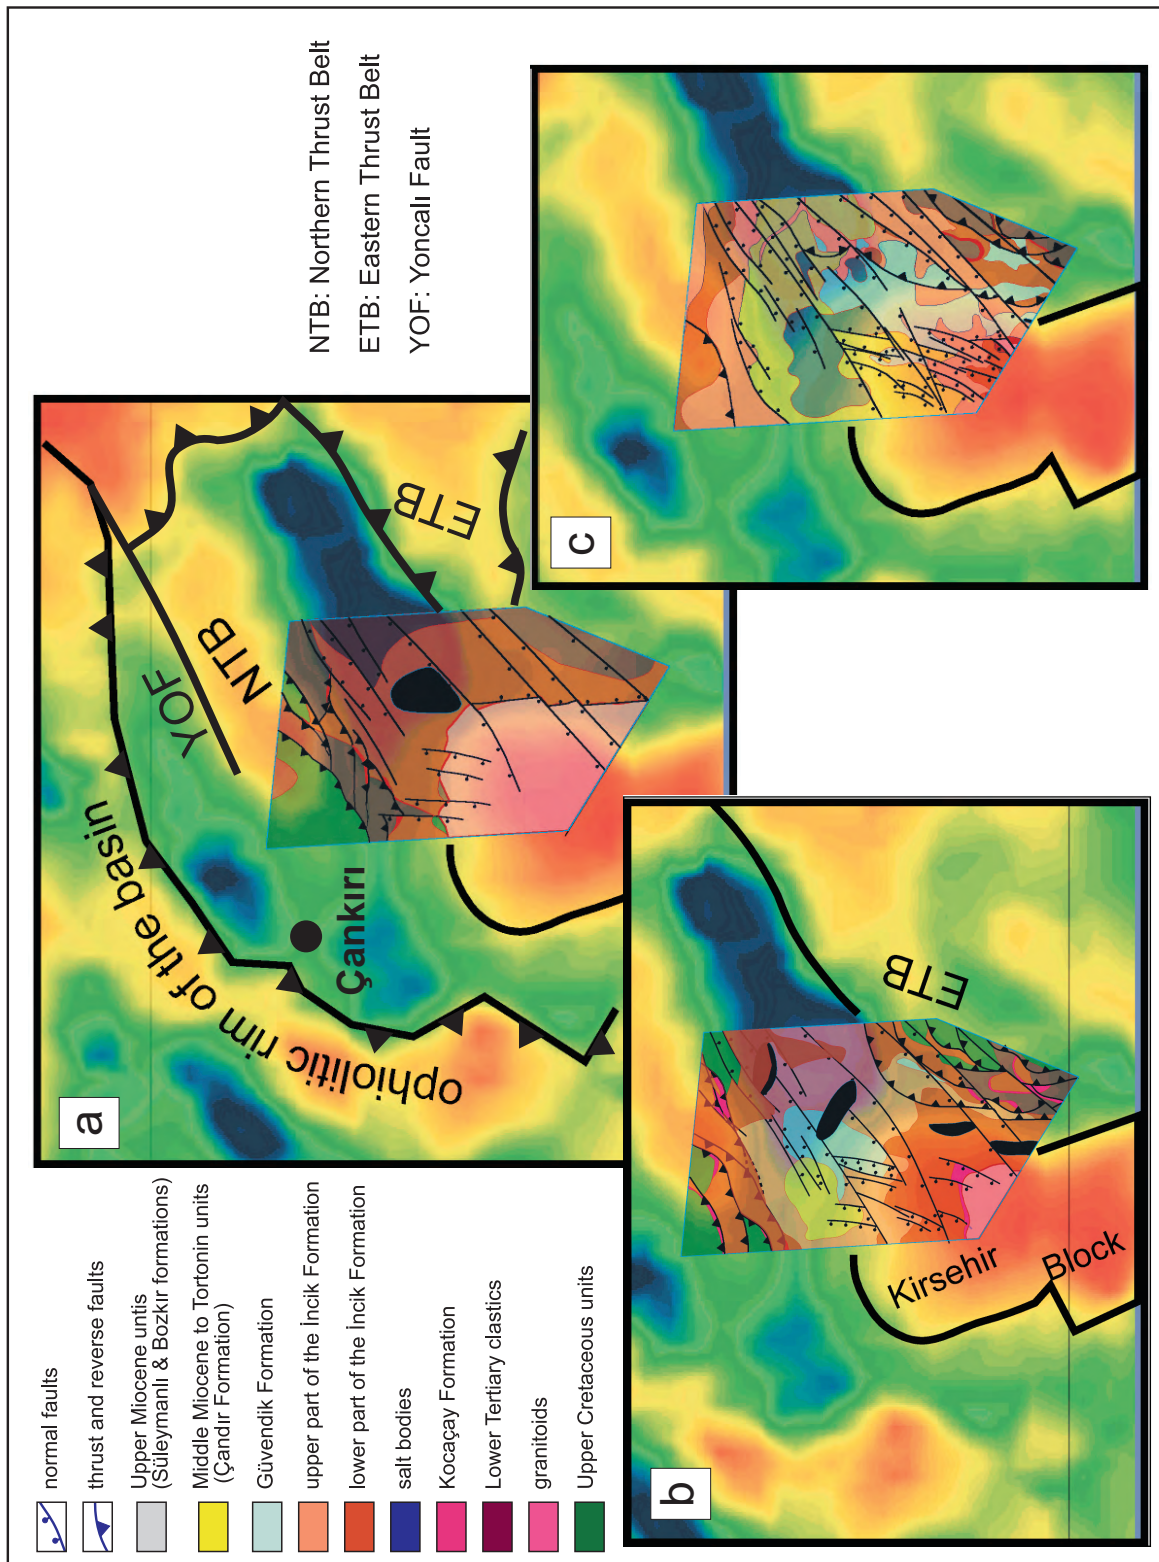 a
ophiolitic rim of the basin
YOF
NTB
ETB
Çankırı
NTB: Northern Thrust Belt
ETB: Eastern Thrust Belt
YOF: Yoncalı Fault
normal faults
thrust and reverse faults
Upper Miocene untis
(Süleymanlı & Bozkır formations)
Middle Miocene to Tortonin units
(Çandır Formation)
Güvendik Formation
upper part of the İncik Formation
lower part of the İncik Formation
salt bodies
Kocaçay Formation
Lower Tertiary clastics
granitoids
Upper Cretaceous units
b
ETB
Kirsehir
Block
c